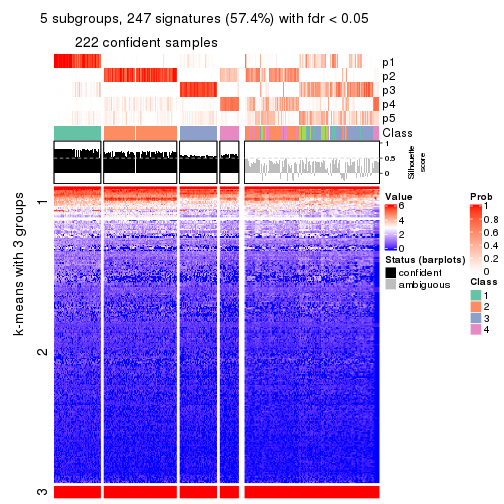 5 subgroups, 247 signatures (57.4%) with fdr < 0.05
222 confident samples
p1
p2
p3
p4
p5
Class
1
0.5
0
Silhouette
score
k-means with 3 groups
1
2
3
Value
6
4
2
0
Status (barplots)
confident
ambiguous
Prob
1
0.8
0.6
0.4
0.2
0
Class
1
2
3
4